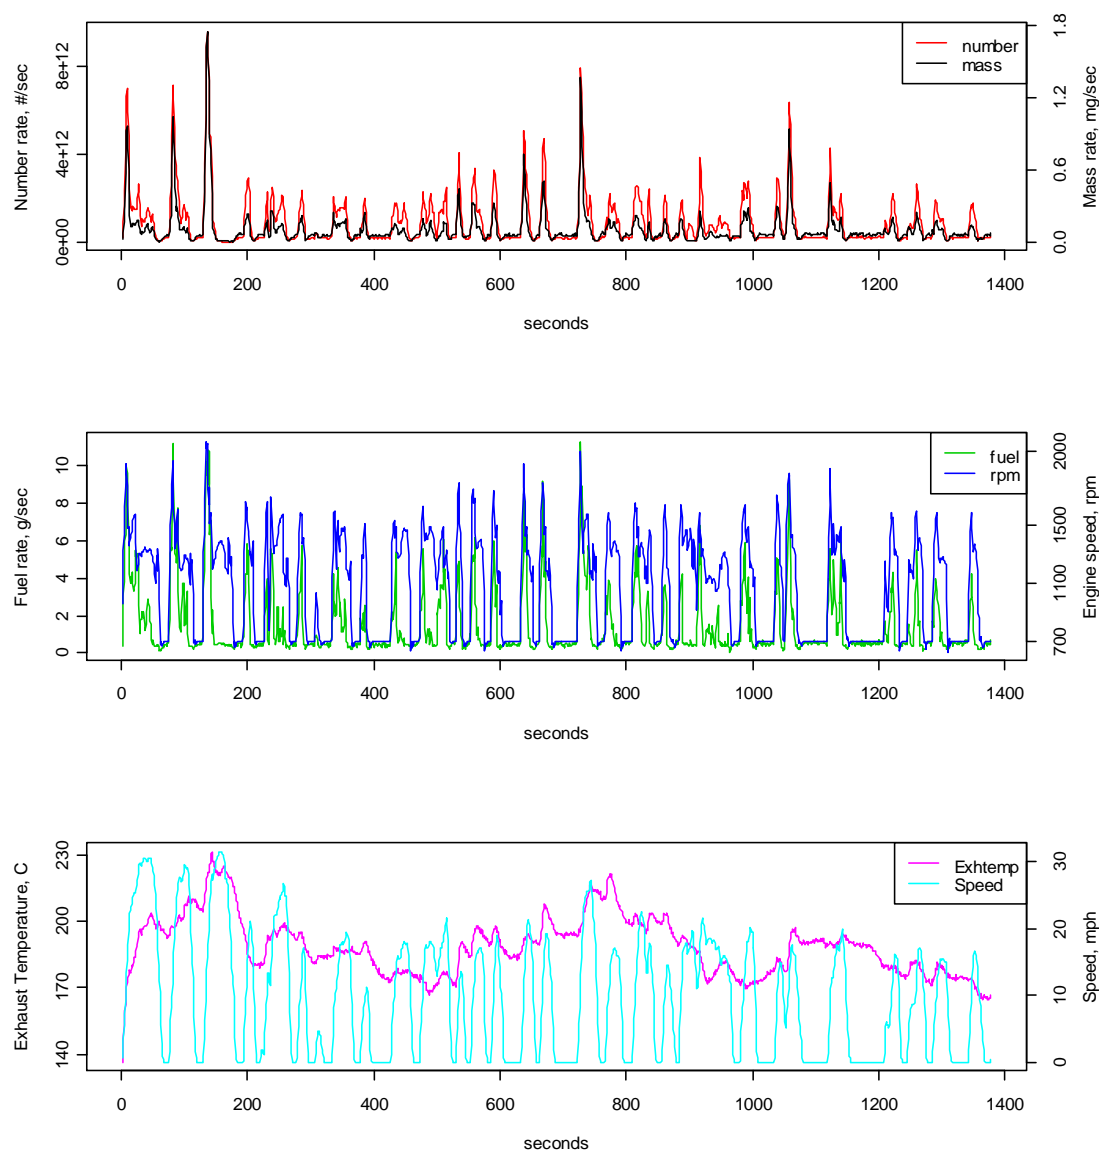 Number rate, #/sec
0e+00 4e+12 8e+12
number
mass
0.0 0.6 1.2 1.8
Mass rate, mg/sec
0 200 400 600 800 1000 1200 1400
seconds
Fuel rate, g/sec
0 2 4 6 8 10
fuel
rpm
700 1100 1500 2000
Engine speed, rpm
0 200 400 600 800 1000 1200 1400
seconds
Exhaust Temperature, C
140 170 200 230
Exhtemp
Speed
0 10 20 30
Speed, mph
0 200 400 600 800 1000 1200 1400
seconds